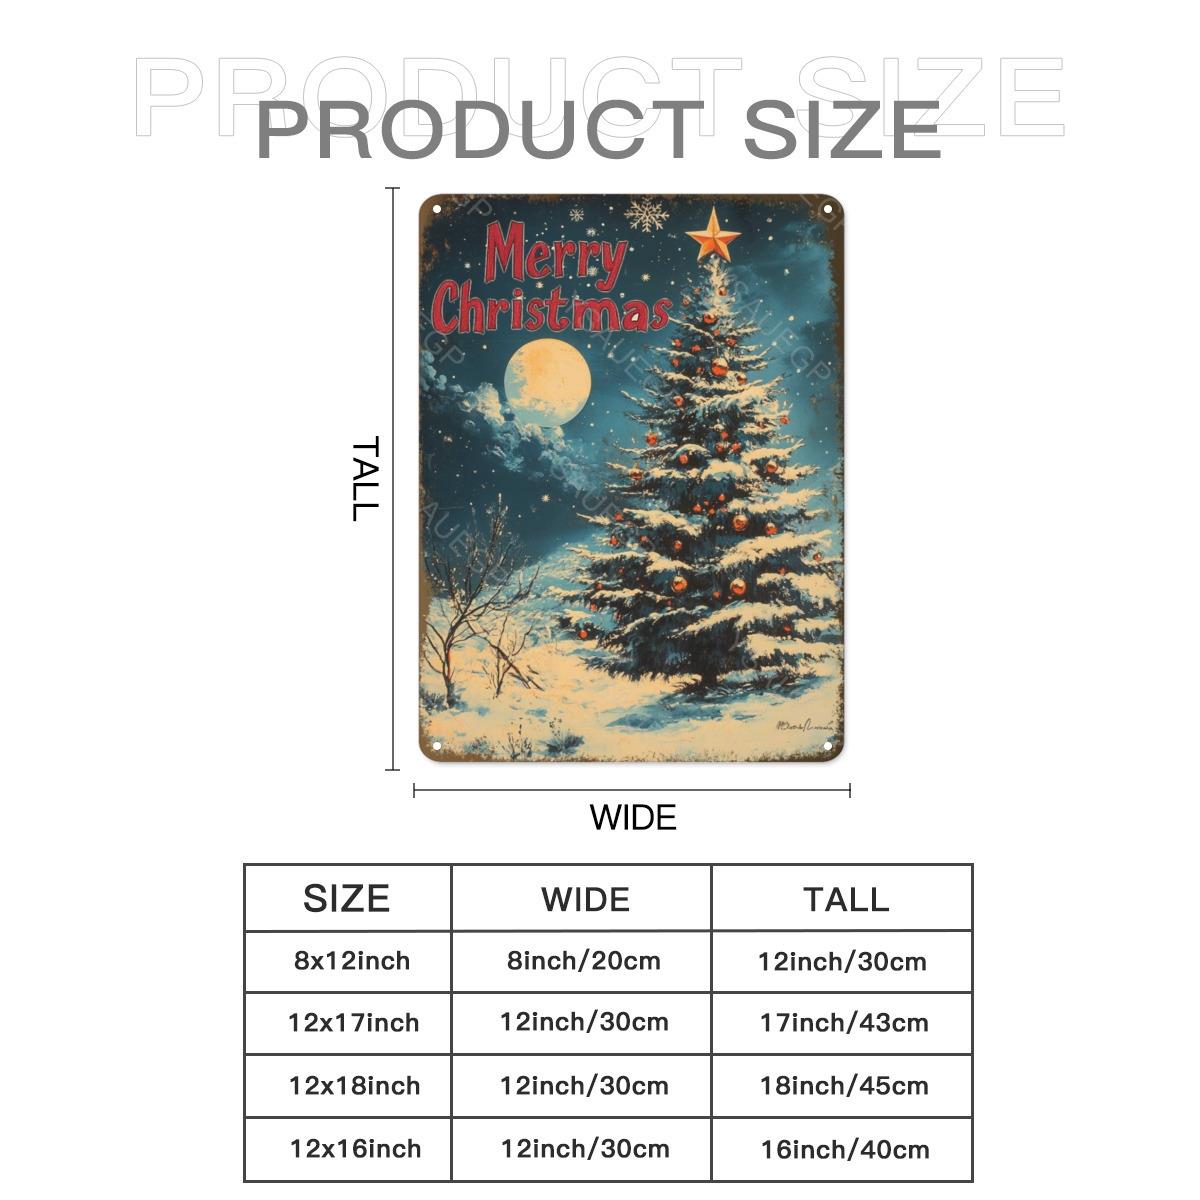 PRODUCT SIZE
PRODUCT SIZE
Merry
Christmas
TALL
WIDE
SIZE WIDE TALL
8x12inch 8inch/20cm 12inch/30cm
12x17inch 12inch/30cm 17inch/43cm
12x18inch 12inch/30cm 18inch/45cm
12x16inch 12inch/30cm 16inch/40cm